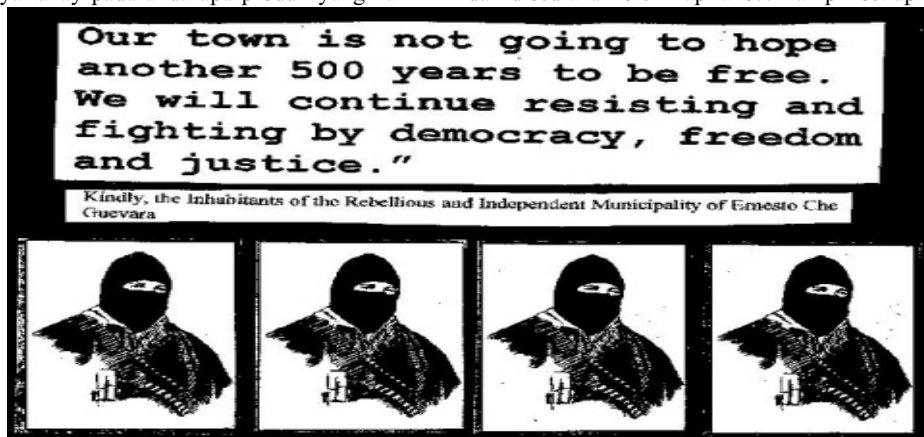 Our town is not going to hope
another 500 years to be free.
We will continue resisting and
fighting by democracy, freedom
and justice.”
Kindly, the Inhabitants of the Rebellious and Independent Municipality of Ernesto Che
Guevara